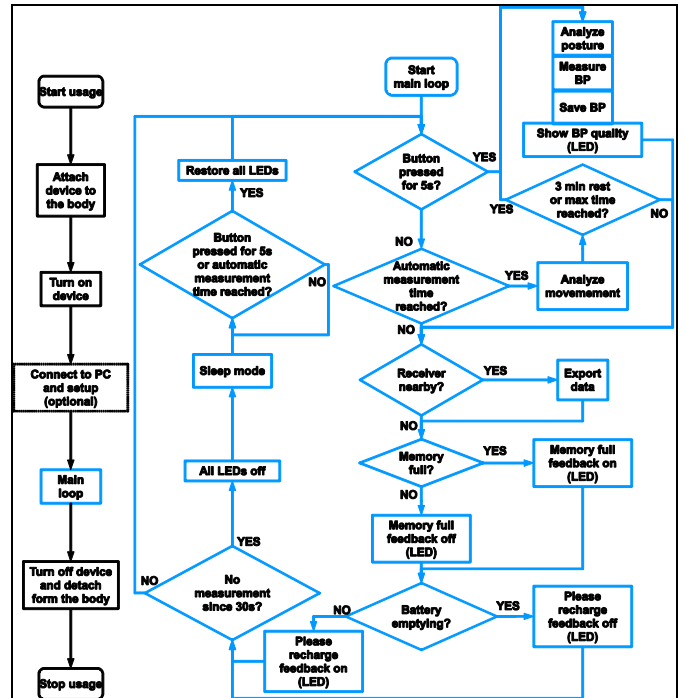 Start usage
Attach
device to
the body
Turn on
device
Connect to PC
and setup
(optional)
Main
loop
Turn off device
and detach
form the body
Stop usage
Start
main loop
Button
pressed
for 5s?
YES
NO
Analyze
posture
Measure
BP
Save BP
Show BP quality
(LED)
3 min rest
or max time
reached?
YES
NO
Automatic
measurement
time
reached?
YES
NO
Analyze
movemement
Receiver
nearby?
YES
NO
Export
data
Memory
full?
YES
NO
Memory full
feedback on
(LED)
Memory full
feedback off
(LED)
Battery
emptying?
YES
NO
Please
recharge
feedback off
(LED)
Please
recharge
feedback on
(LED)
No
measurement
since 30s?
NO
YES
All LEDs off
Sleep mode
Button
pressed for 5s
or automatic
measurement
time reached?
NO
YES
Restore all LEDs